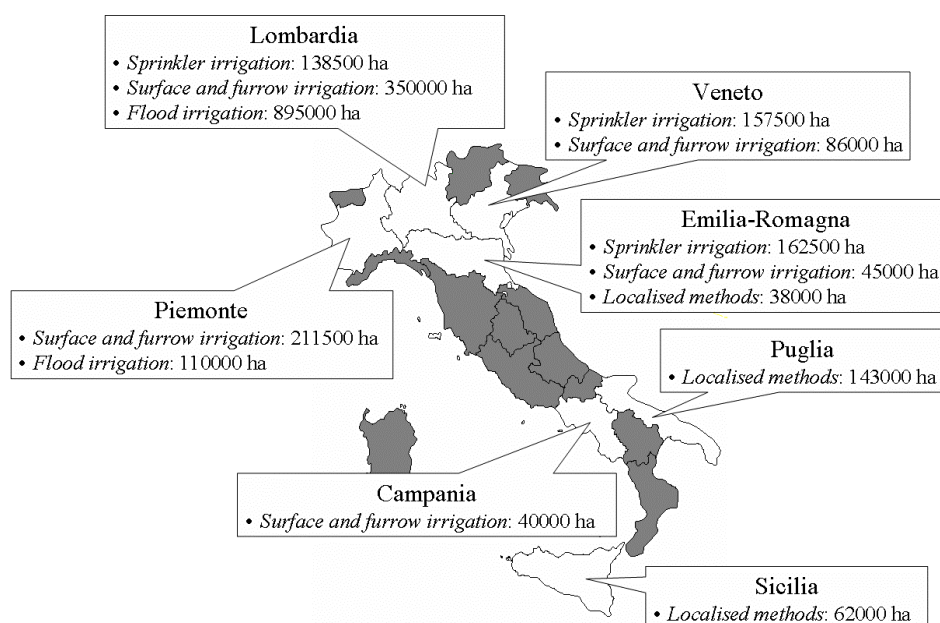 Lombardia
• Sprinkler irrigation: 138500 ha
• Surface and furrow irrigation: 350000 ha
• Flood irrigation: 895000 ha
Veneto
• Sprinkler irrigation: 157500 ha
• Surface and furrow irrigation: 86000 ha
Emilia-Romagna
• Sprinkler irrigation: 162500 ha
• Surface and furrow irrigation: 45000 ha
• Localised methods: 38000 ha
Piemonte
• Surface and furrow irrigation: 211500 ha
• Flood irrigation: 110000 ha
Puglia
• Localised methods: 143000 ha
Campania
• Surface and furrow irrigation: 40000 ha
Sicilia
• Localised methods: 62000 ha